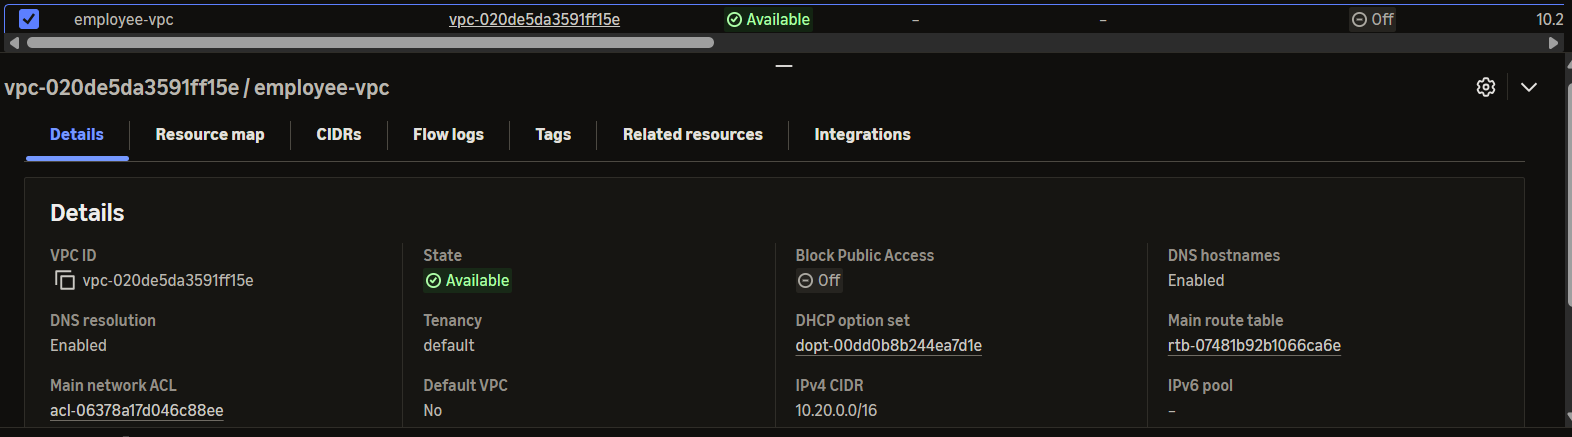 employee-vpc vpc-020de5da3591ff15e Available – – Off 10.2
vpc-020de5da3591ff15e / employee-vpc
Details Resource map CIDRs Flow logs Tags Related resources Integrations
Details
VPC ID State Block Public Access DNS hostnames
vpc-020de5da3591ff15e Available Off Enabled
DNS resolution Tenancy DHCP option set Main route table
Enabled default dopt-00dd0b8b244ea7d1e rtb-07481b92b1066ca6e
Main network ACL Default VPC IPv4 CIDR IPv6 pool
acl-06378a17d046c88ee No 10.20.0.0/16 –